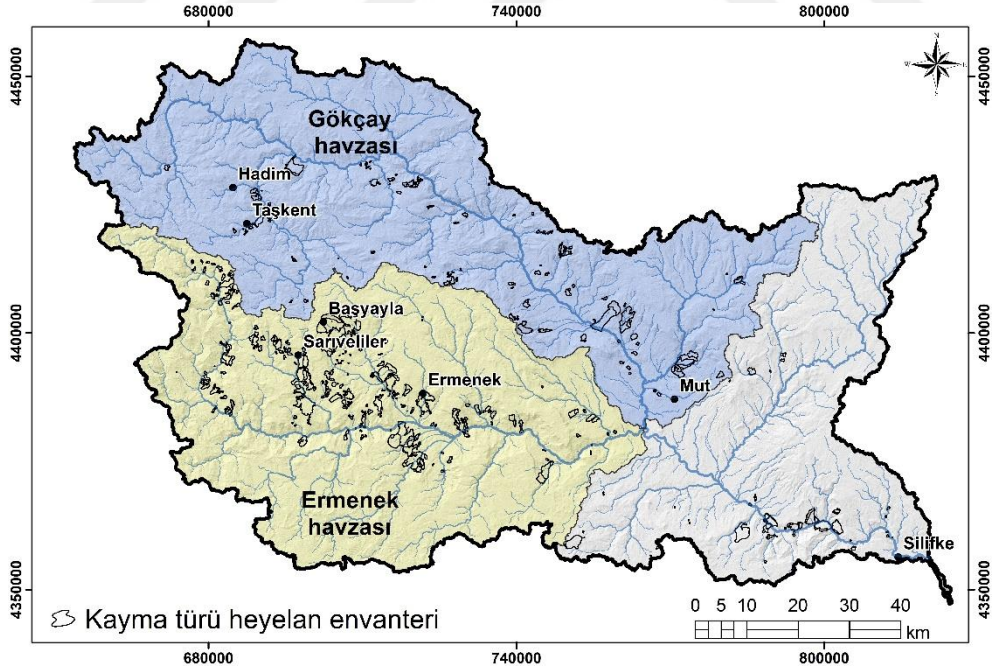 680000 740000 800000
4450000 4450000
Gökçay
havzası
Hadim
Taşkent
Başyayla
4400000 4400000
Sarıveliler
Ermenek
Mut
Ermenek
havzası
Silifke
4350000 4350000
Kayma türü heyelan envanteri
0 5 10 20 30 40
km
680000 740000 800000